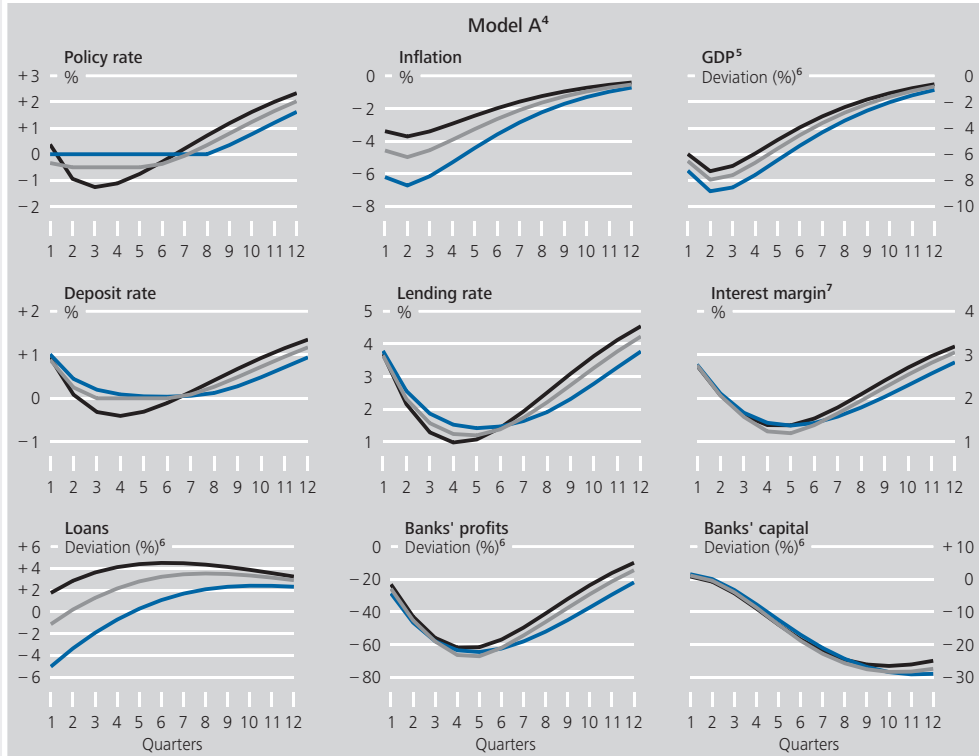 Model A⁴
Policy rate
%
+3
+2
+1
0
−1
−2
1 2 3 4 5 6 7 8 9 10 11 12
Inflation
%
0
−2
−4
−6
−8
1 2 3 4 5 6 7 8 9 10 11 12
GDP⁵
Deviation (%)⁶
0
−2
−4
−6
−8
−10
1 2 3 4 5 6 7 8 9 10 11 12
Deposit rate
%
+2
+1
0
−1
1 2 3 4 5 6 7 8 9 10 11 12
Lending rate
%
5
4
3
2
1
1 2 3 4 5 6 7 8 9 10 11 12
Interest margin⁷
%
4
3
2
1
1 2 3 4 5 6 7 8 9 10 11 12
Loans
Deviation (%)⁶
+6
+4
+2
0
−2
−4
−6
1 2 3 4 5 6 7 8 9 10 11 12
Quarters
Banks' profits
Deviation (%)⁶
0
−20
−40
−60
−80
1 2 3 4 5 6 7 8 9 10 11 12
Quarters
Banks' capital
Deviation (%)⁶
+10
0
−10
−20
−30
1 2 3 4 5 6 7 8 9 10 11 12
Quarters